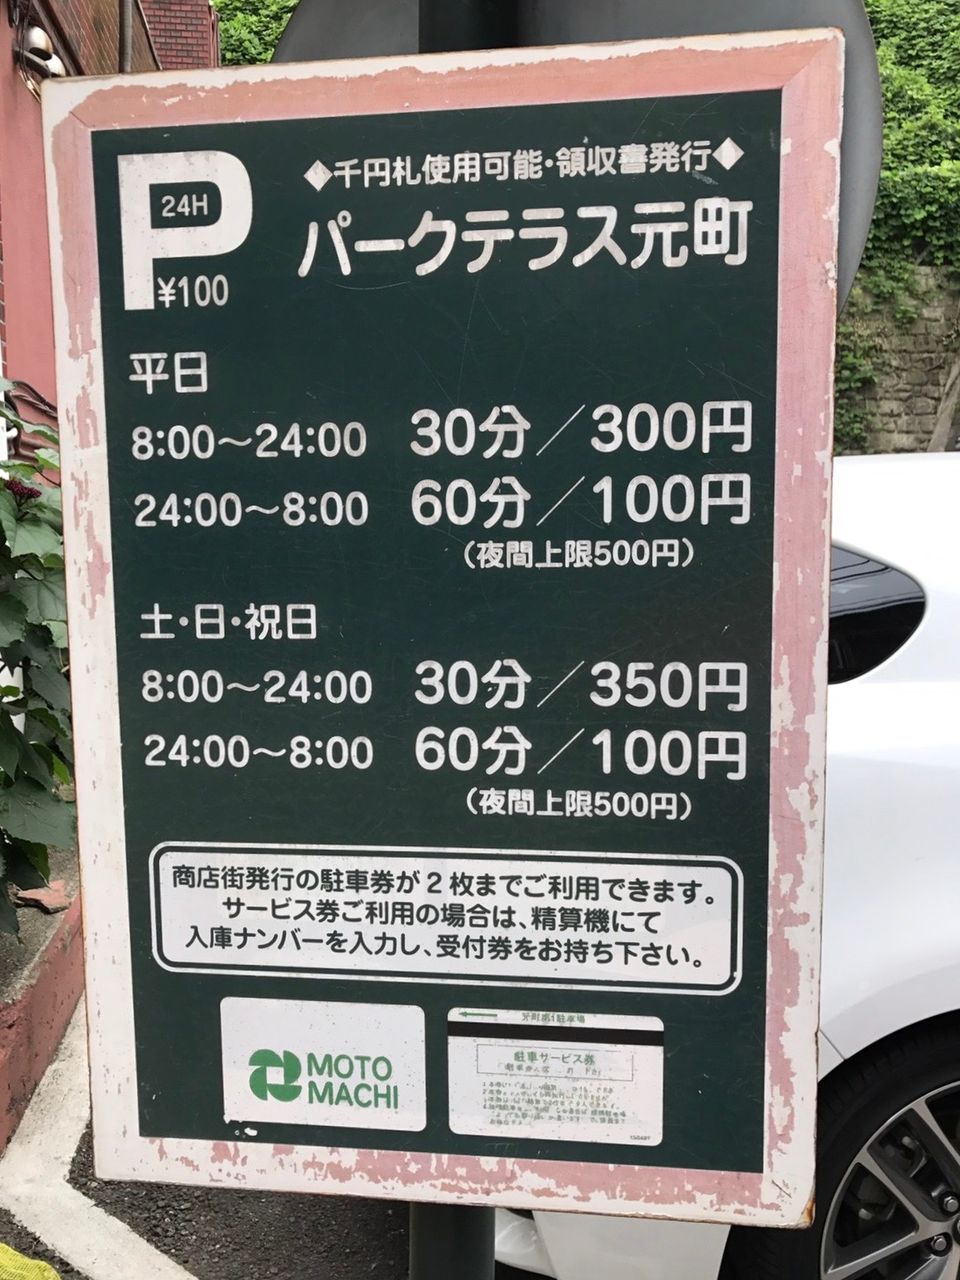 P
24H
¥100
◆千円札使用可能・領収書発行◆
パークテラス元町
平日
8:00～24:00 30分／300円
24:00～8:00 60分／100円
（夜間上限500円）
土・日・祝日
8:00～24:00 30分／350円
24:00～8:00 60分／100円
（夜間上限500円）
商店街発行の駐車券が2枚までご利用できます。
サービス券ご利用の場合は、精算機にて
入庫ナンバーを入力し、受付券をお持ち下さい。
MOTO
MACHI
元町第1駐車場
駐車サービス券